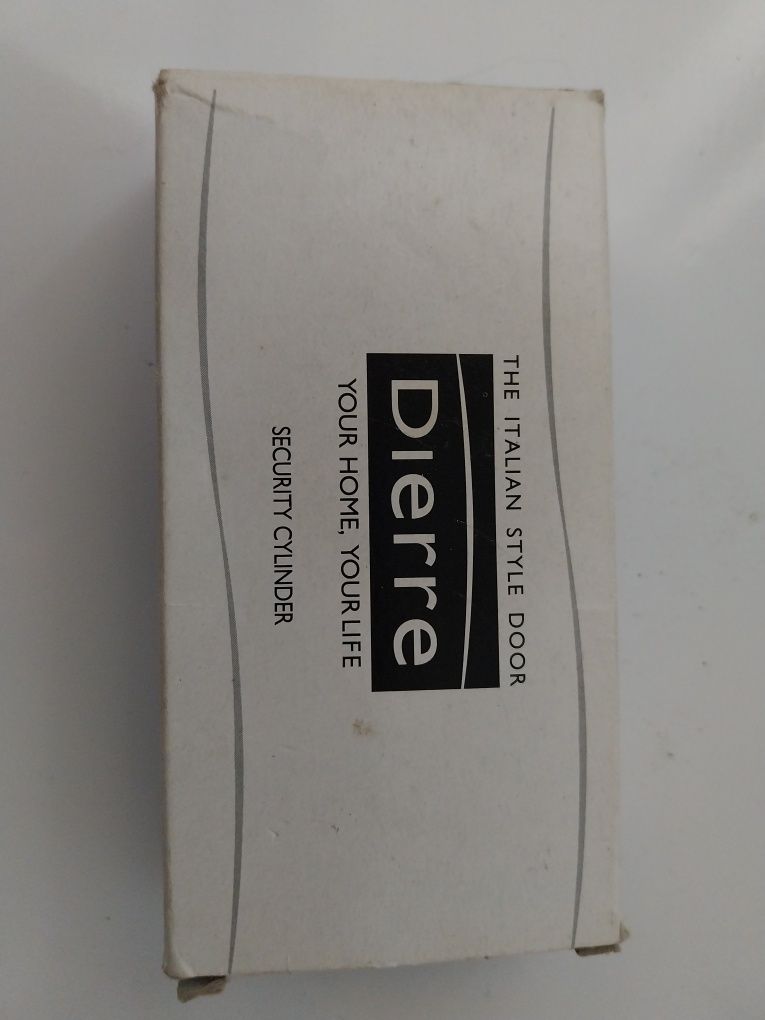 THE ITALIAN STYLE DOOR
Dierre
YOUR HOME, YOUR LIFE
SECURITY CYLINDER